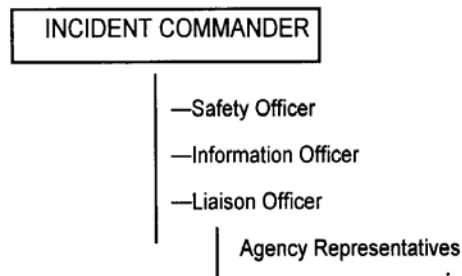 INCIDENT COMMANDER
—Safety Officer
—Information Officer
—Liaison Officer
Agency Representatives